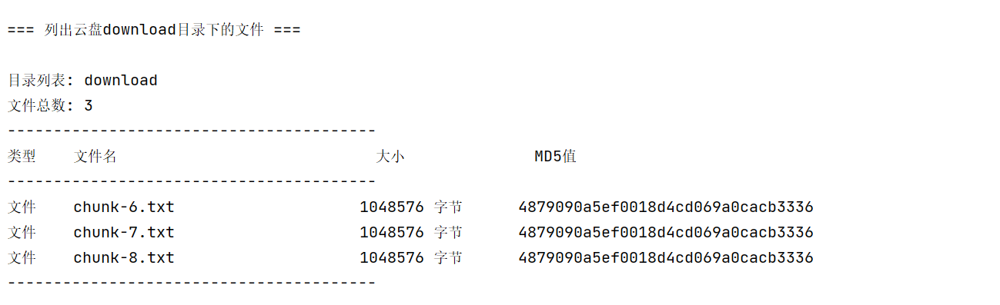 === 列出云盘download目录下的文件 ===
目录列表: download
文件总数: 3
----------------------------------------
类型 文件名 大小 MD5值
----------------------------------------
文件 chunk-6.txt 1048576 字节 4879090a5ef0018d4cd069a0cacb3336
文件 chunk-7.txt 1048576 字节 4879090a5ef0018d4cd069a0cacb3336
文件 chunk-8.txt 1048576 字节 4879090a5ef0018d4cd069a0cacb3336
----------------------------------------